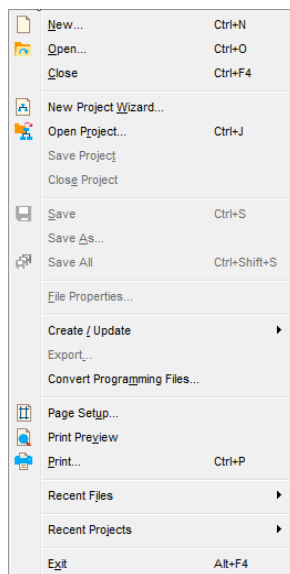 New... Ctrl+N
Open... Ctrl+O
Close Ctrl+F4
New Project Wizard...
Open Project... Ctrl+J
Save Project
Close Project
Save Ctrl+S
Save As...
Save All Ctrl+Shift+S
File Properties...
Create / Update
Export...
Convert Programming Files...
Page Setup...
Print Preview
Print... Ctrl+P
Recent Files
Recent Projects
Exit Alt+F4